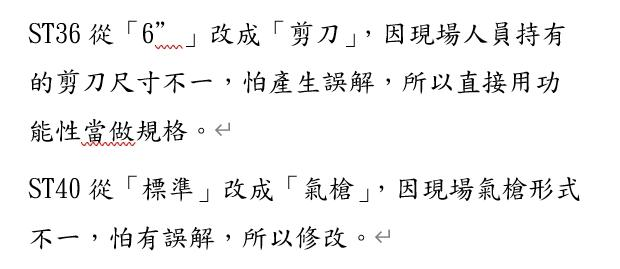 ST36 從「6” 」改成「剪刀」，因現場人員持有
的剪刀尺寸不一，怕產生誤解，所以直接用功
能性當做規格。
ST40 從「標準」改成「氣槍」，因現場氣槍形式
不一，怕有誤解，所以修改。